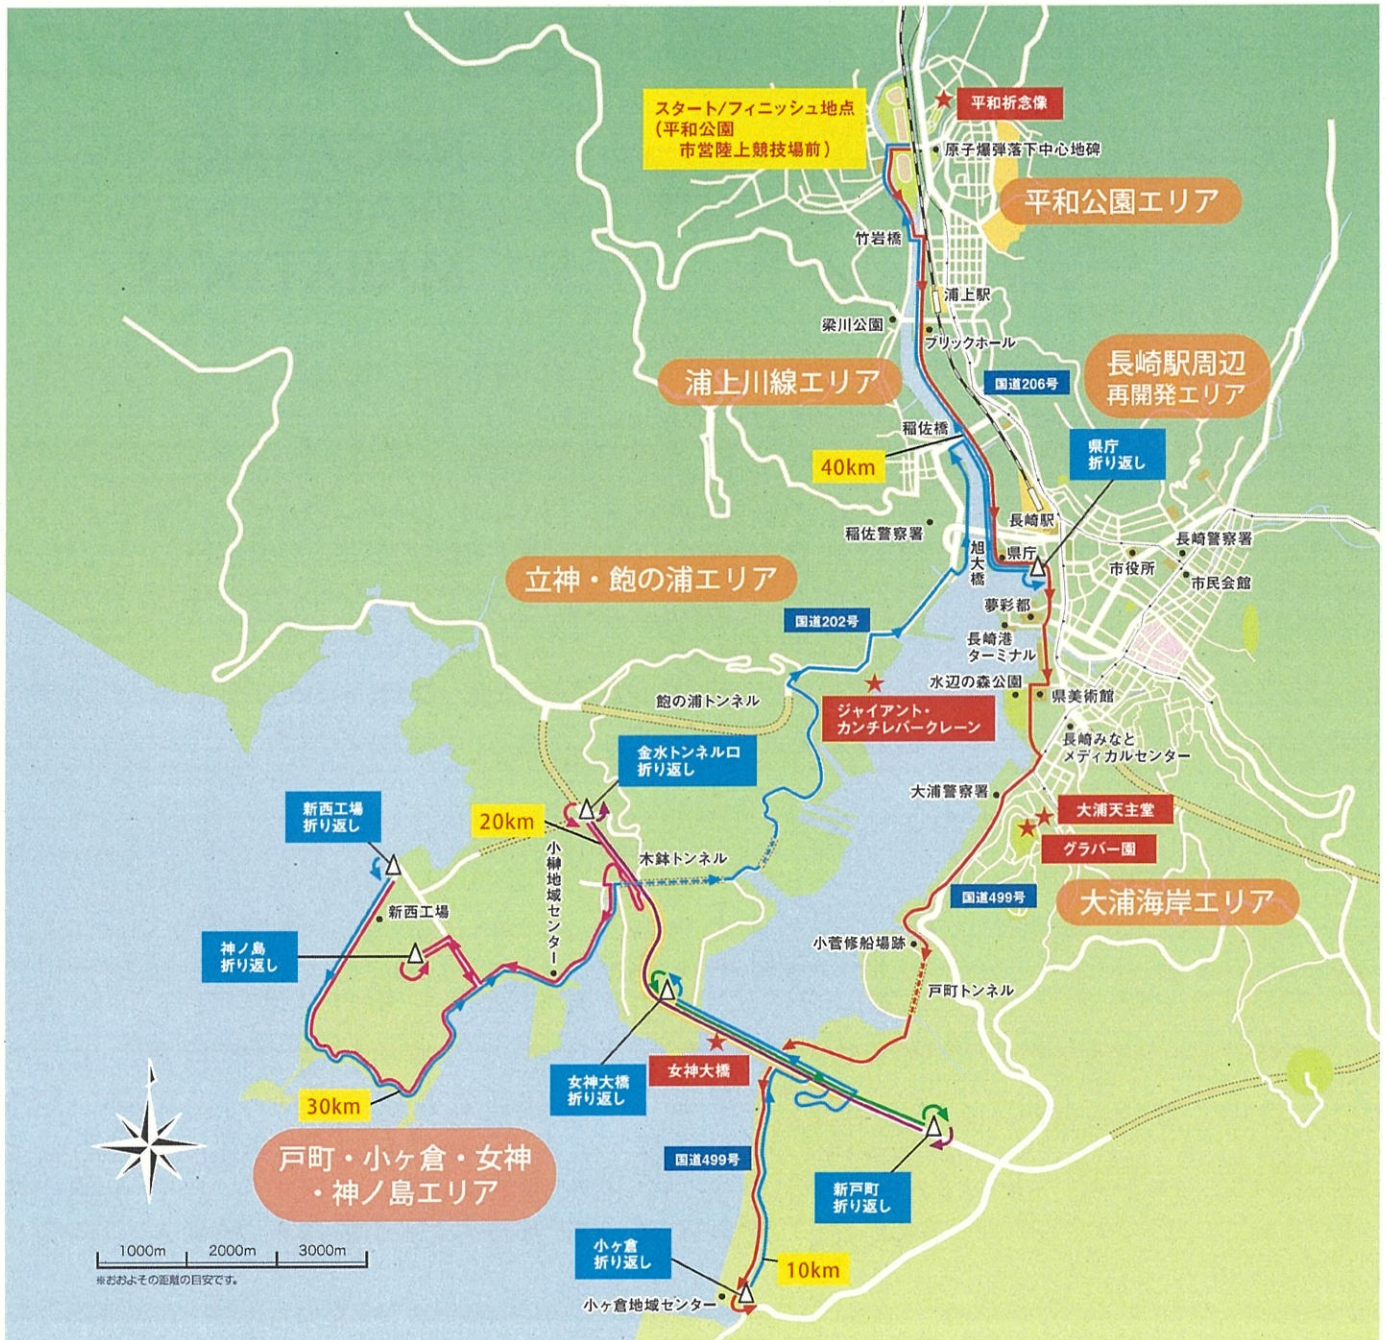 スタート/フィニッシュ地点
(平和公園
市営陸上競技場前)
平和祈念像
原子爆弾落下中心地碑
平和公園エリア
竹岩橋
浦上駅
梁川公園
ブリックホール
浦上川線エリア
国道206号
長崎駅周辺
再開発エリア
稲佐橋
40km
県庁
折り返し
長崎駅
稲佐警察署
旭大橋
県庁
市役所
長崎警察署
市民会館
立神・飽の浦エリア
国道202号
夢彩都
長崎港
ターミナル
水辺の森公園
県美術館
飽の浦トンネル
ジャイアント・
カンチレバークレーン
長崎みなと
メディカルセンター
金水トンネル口
折り返し
大浦警察署
大浦天主堂
グラバー園
新西工場
折り返し
20km
木鉢トンネル
小榊地域センター
国道499号
大浦海岸エリア
新西工場
神ノ島
折り返し
小菅修船場跡
戸町トンネル
女神大橋
女神大橋
折り返し
30km
戸町・小ヶ倉・女神
・神ノ島エリア
国道499号
新戸町
折り返し
小ヶ倉
折り返し
10km
小ヶ倉地域センター
1000m
2000m
3000m
※おおよその距離の目安です。